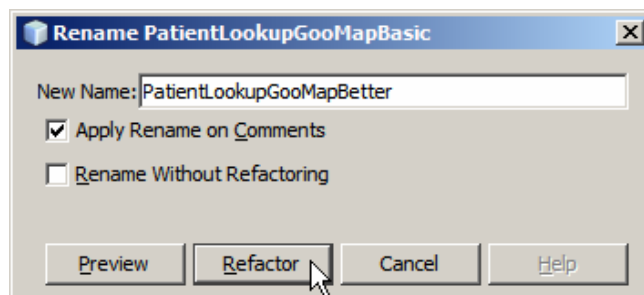 Rename PatientLookupGooMapBasic
New Name: PatientLookupGooMapBetter
Apply Rename on Comments
Rename Without Refactoring
Preview Refactor Cancel Help